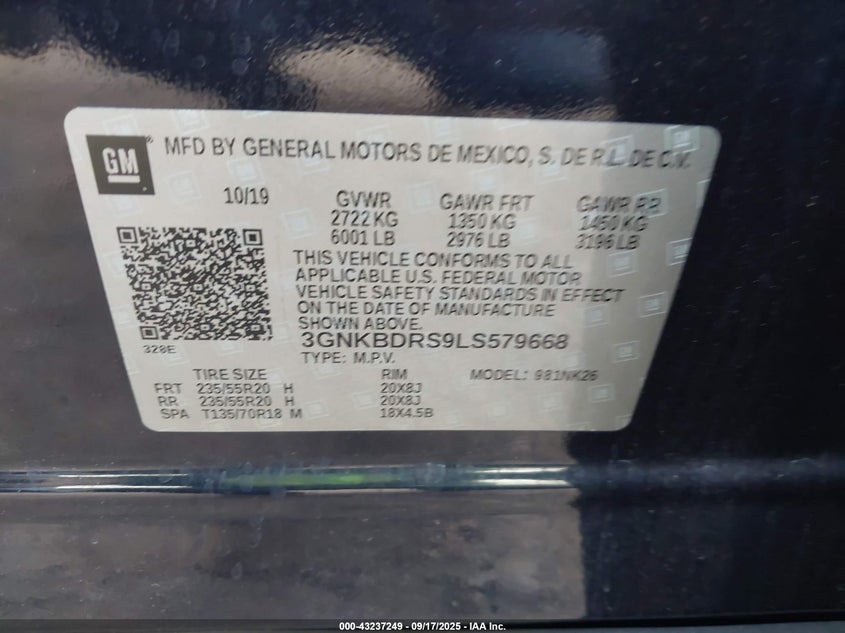 GM ® MFD BY GENERAL MOTORS DE MEXICO, S. DE R.L. DE C.V.
10/19 GVWR GAWR FRT GAWR RR
2722 KG 1350 KG 1450 KG
6001 LB 2976 LB 3196 LB
THIS VEHICLE CONFORMS TO ALL
APPLICABLE U.S. FEDERAL MOTOR
VEHICLE SAFETY STANDARDS IN EFFECT
ON THE DATE OF MANUFACTURE
SHOWN ABOVE.
328E 3GNKBDRS9LS579668
TYPE: M.P.V.
TIRE SIZE RIM MODEL: 981NK26
FRT 235/55R20 H 20X8J
RR 235/55R20 H 20X8J
SPA T135/70R18 M 18X4.5B
000-43237249 - 09/17/2025 - IAA Inc.